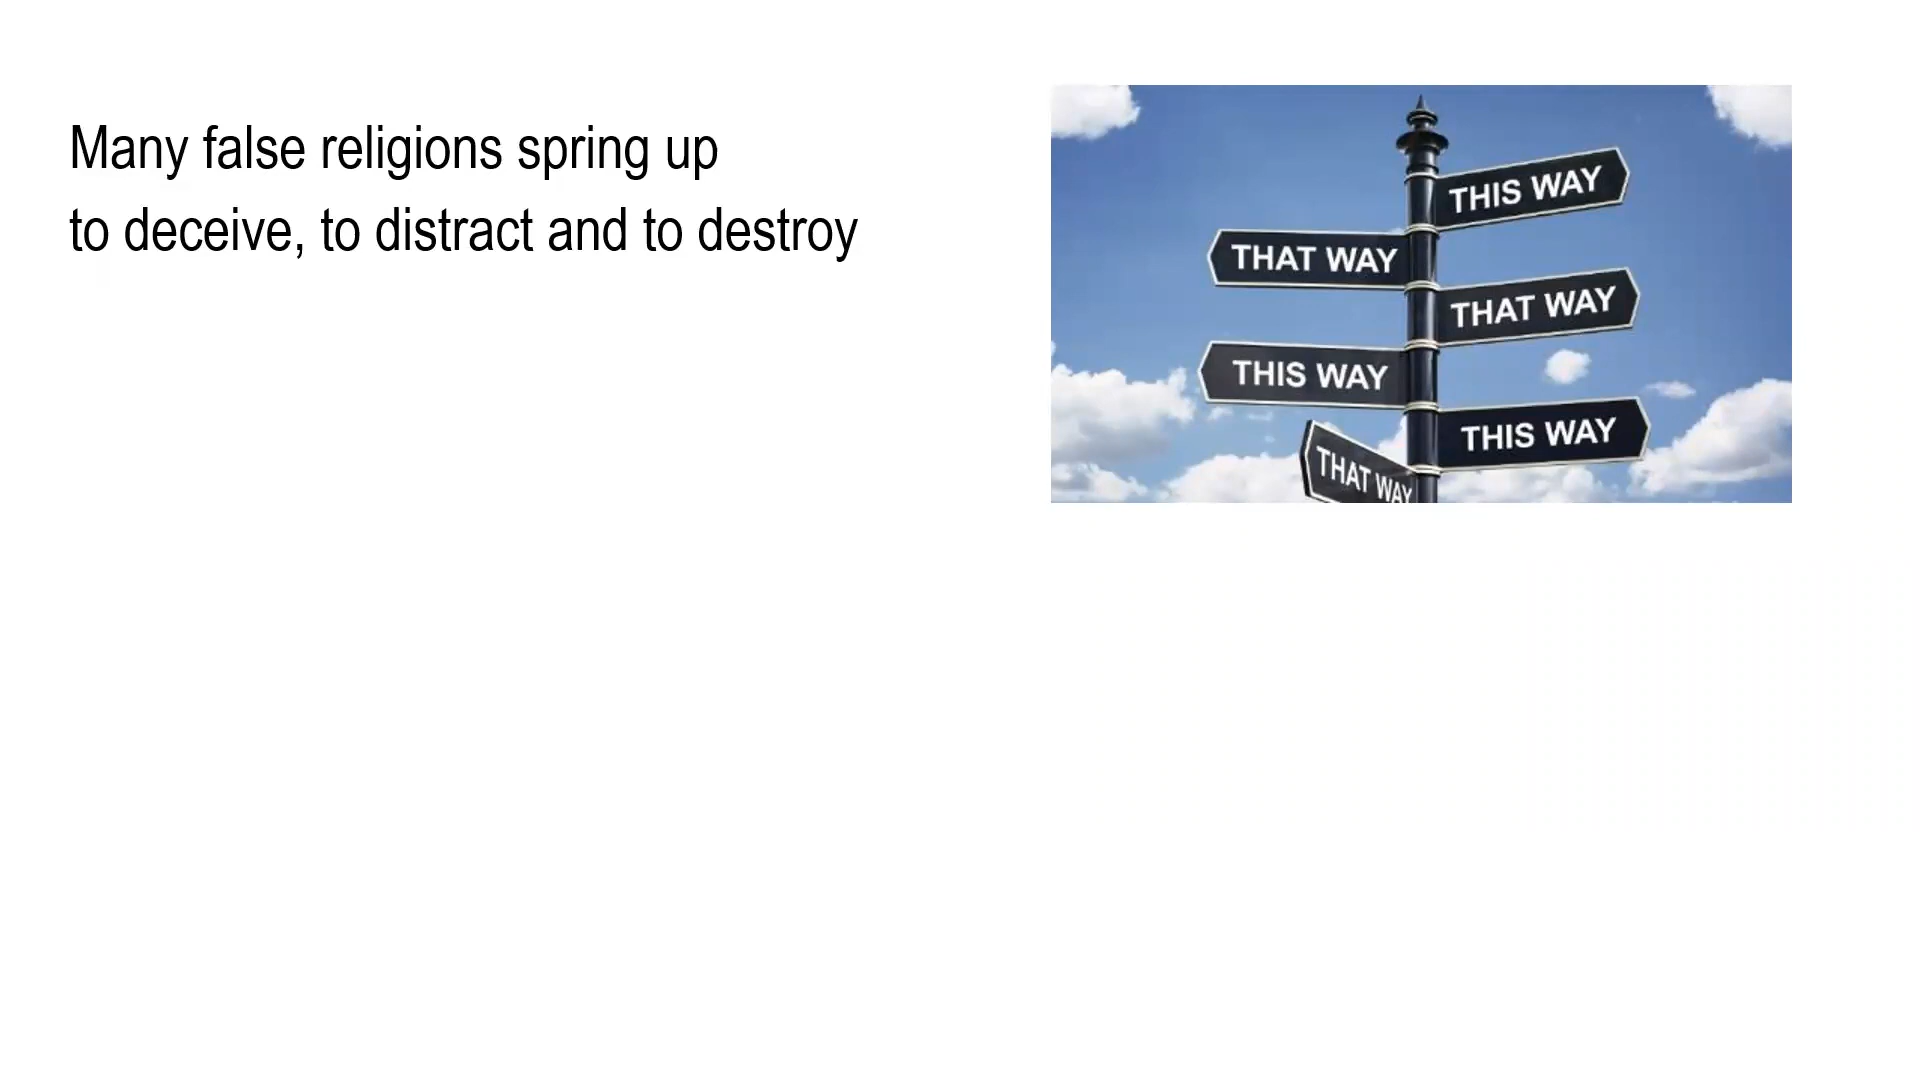 Many false religions spring up
to deceive, to distract and to destroy
THIS WAY
THAT WAY
THAT WAY
THIS WAY
THIS WAY
THAT WAY